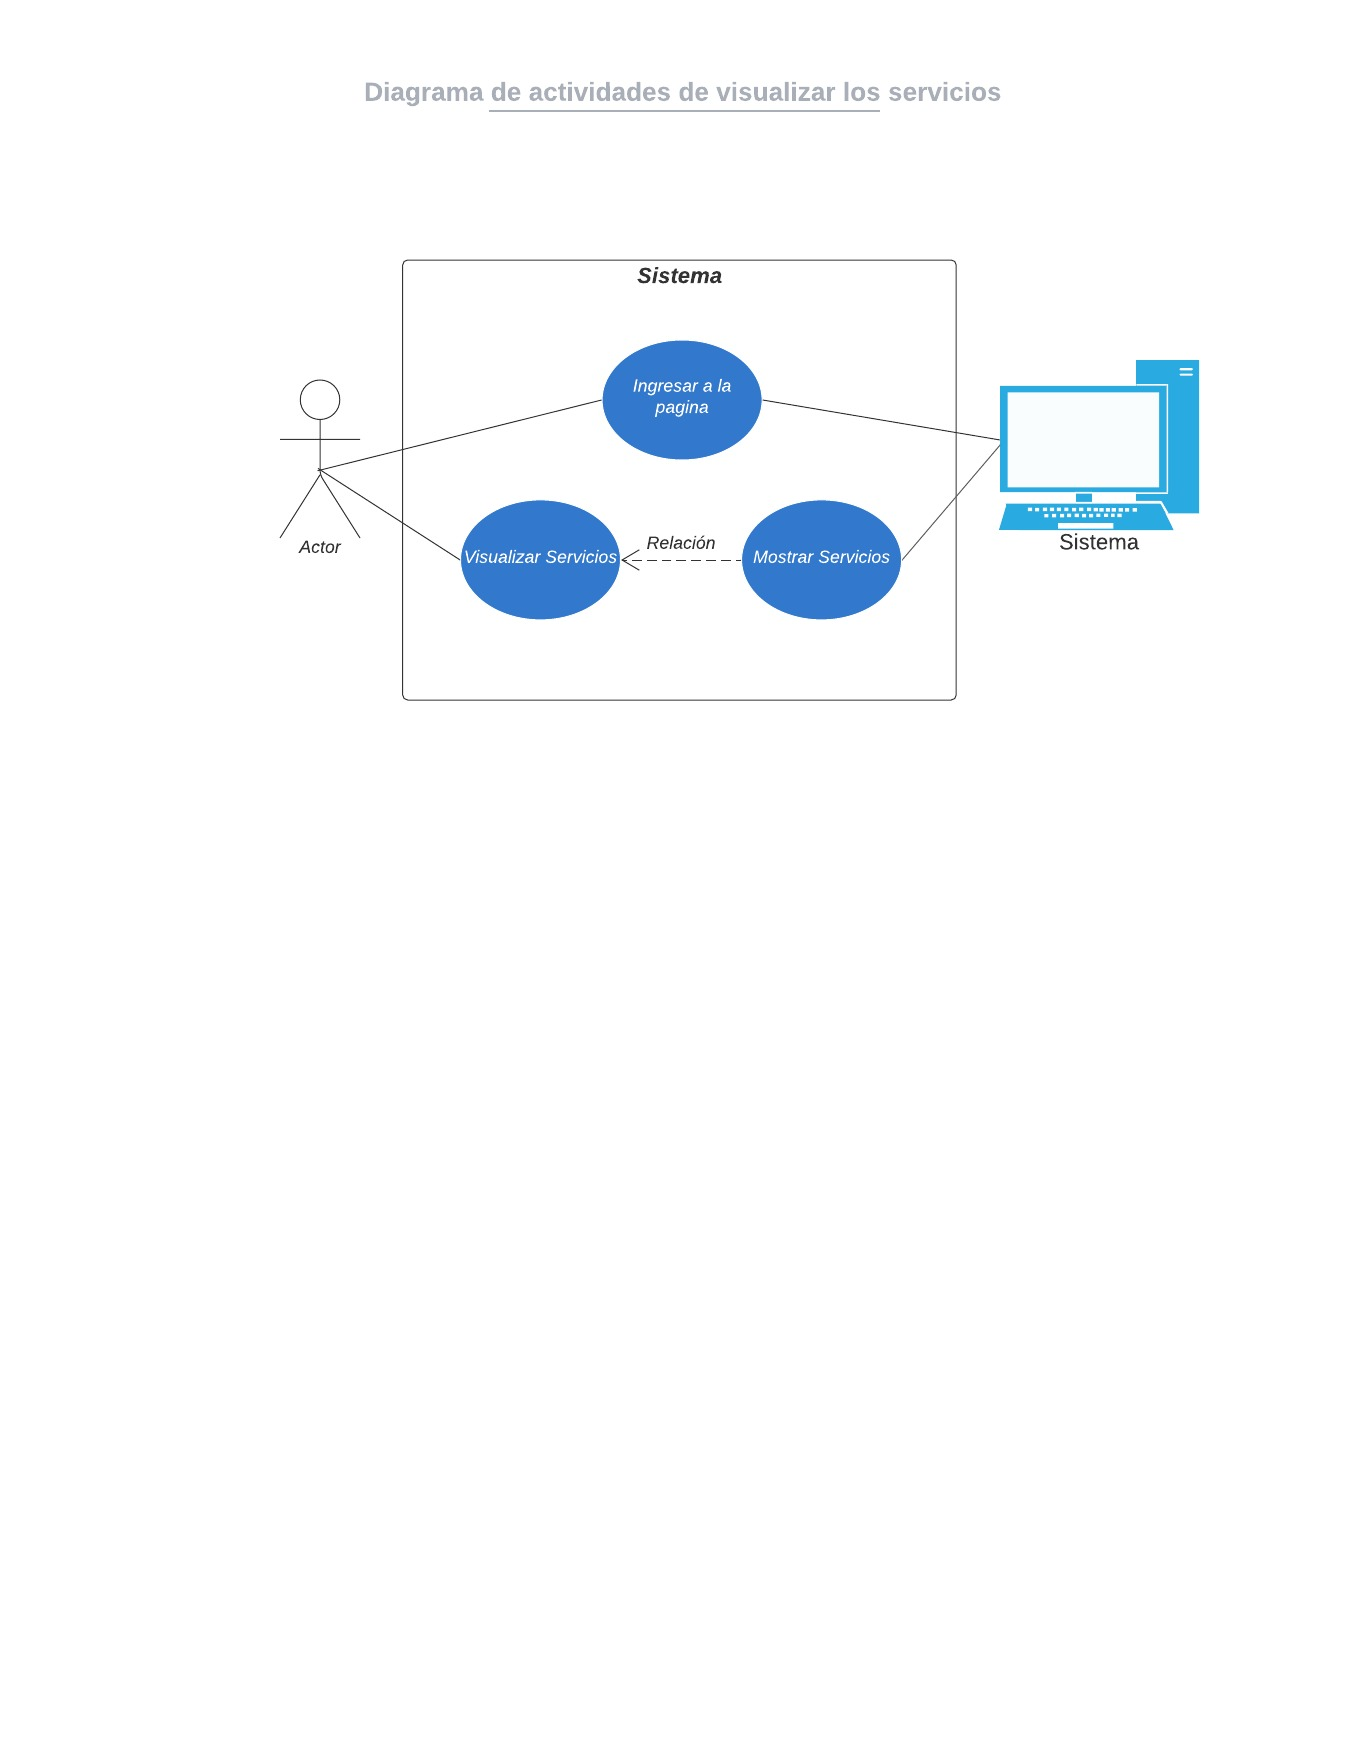 Diagrama de actividades de visualizar los servicios
Sistema
Ingresar a la
pagina
Actor
Visualizar Servicios
Relación
Mostrar Servicios
Sistema